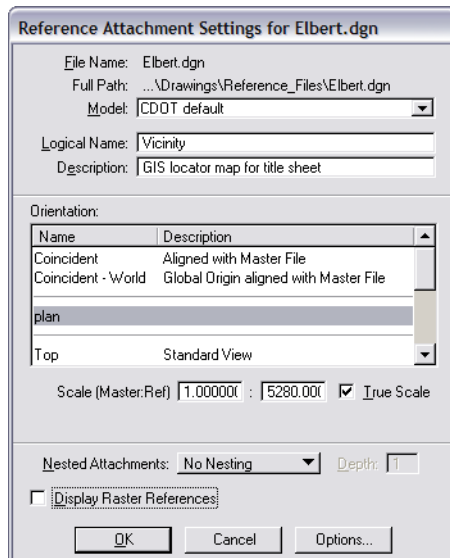 Reference Attachment Settings for Elbert.dgn
File Name: Elbert.dgn
Full Path: ...\Drawings\Reference_Files\Elbert.dgn
Model: CDOT default
Logical Name: Vicinity
Description: GIS locator map for title sheet
Orientation:
Name Description
Coincident Aligned with Master File
Coincident - World Global Origin aligned with Master File
plan
Top Standard View
Scale (Master:Ref) 1.00000( : 5280.00( True Scale
Nested Attachments: No Nesting Depth: 1
Display Raster References
OK Cancel Options...